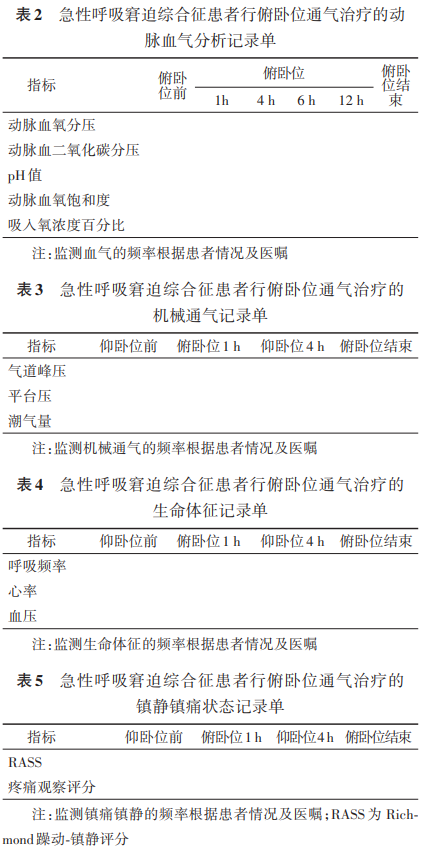 表2 急性呼吸窘迫综合征患者行俯卧位通气治疗的动
脉血气分析记录单
指标 俯卧位前 俯卧位 俯卧位结束
1h 4 h 6 h 12 h
动脉血氧分压
动脉血二氧化碳分压
pH值
动脉血氧饱和度
吸入氧浓度百分比
注:监测血气的频率根据患者情况及医嘱
表3 急性呼吸窘迫综合征患者行俯卧位通气治疗的
机械通气记录单
指标 仰卧位前 俯卧位1 h 仰卧位4 h 俯卧位结束
气道峰压
平台压
潮气量
注:监测机械通气的频率根据患者情况及医嘱
表4 急性呼吸窘迫综合征患者行俯卧位通气治疗的
生命体征记录单
指标 仰卧位前 俯卧位1 h 仰卧位4 h 俯卧位结束
呼吸频率
心率
血压
注:监测生命体征的频率根据患者情况及医嘱
表5 急性呼吸窘迫综合征患者行俯卧位通气治疗的
镇静镇痛状态记录单
指标 仰卧位前 俯卧位1 h 仰卧位4 h 俯卧位结束
RASS
疼痛观察评分
注:监测镇痛镇静的频率根据患者情况及医嘱;RASS为 Rich-
mond躁动-镇静评分